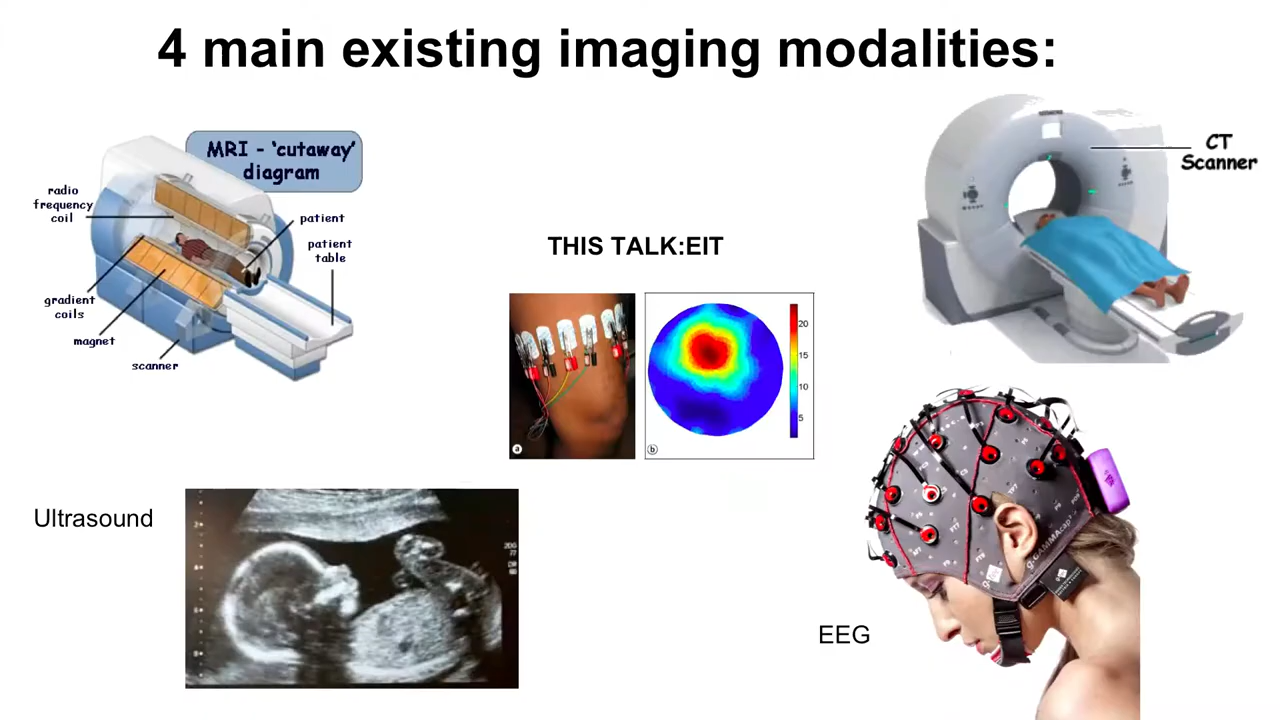 4 main existing imaging modalities:
MRI - 'cutaway'
diagram
radio
frequency
coil
patient
patient
table
gradient
coils
magnet
scanner
CT
Scanner
THIS TALK:EIT
20
15
10
5
a
b
Ultrasound
EEG
g.GAMMAcap²